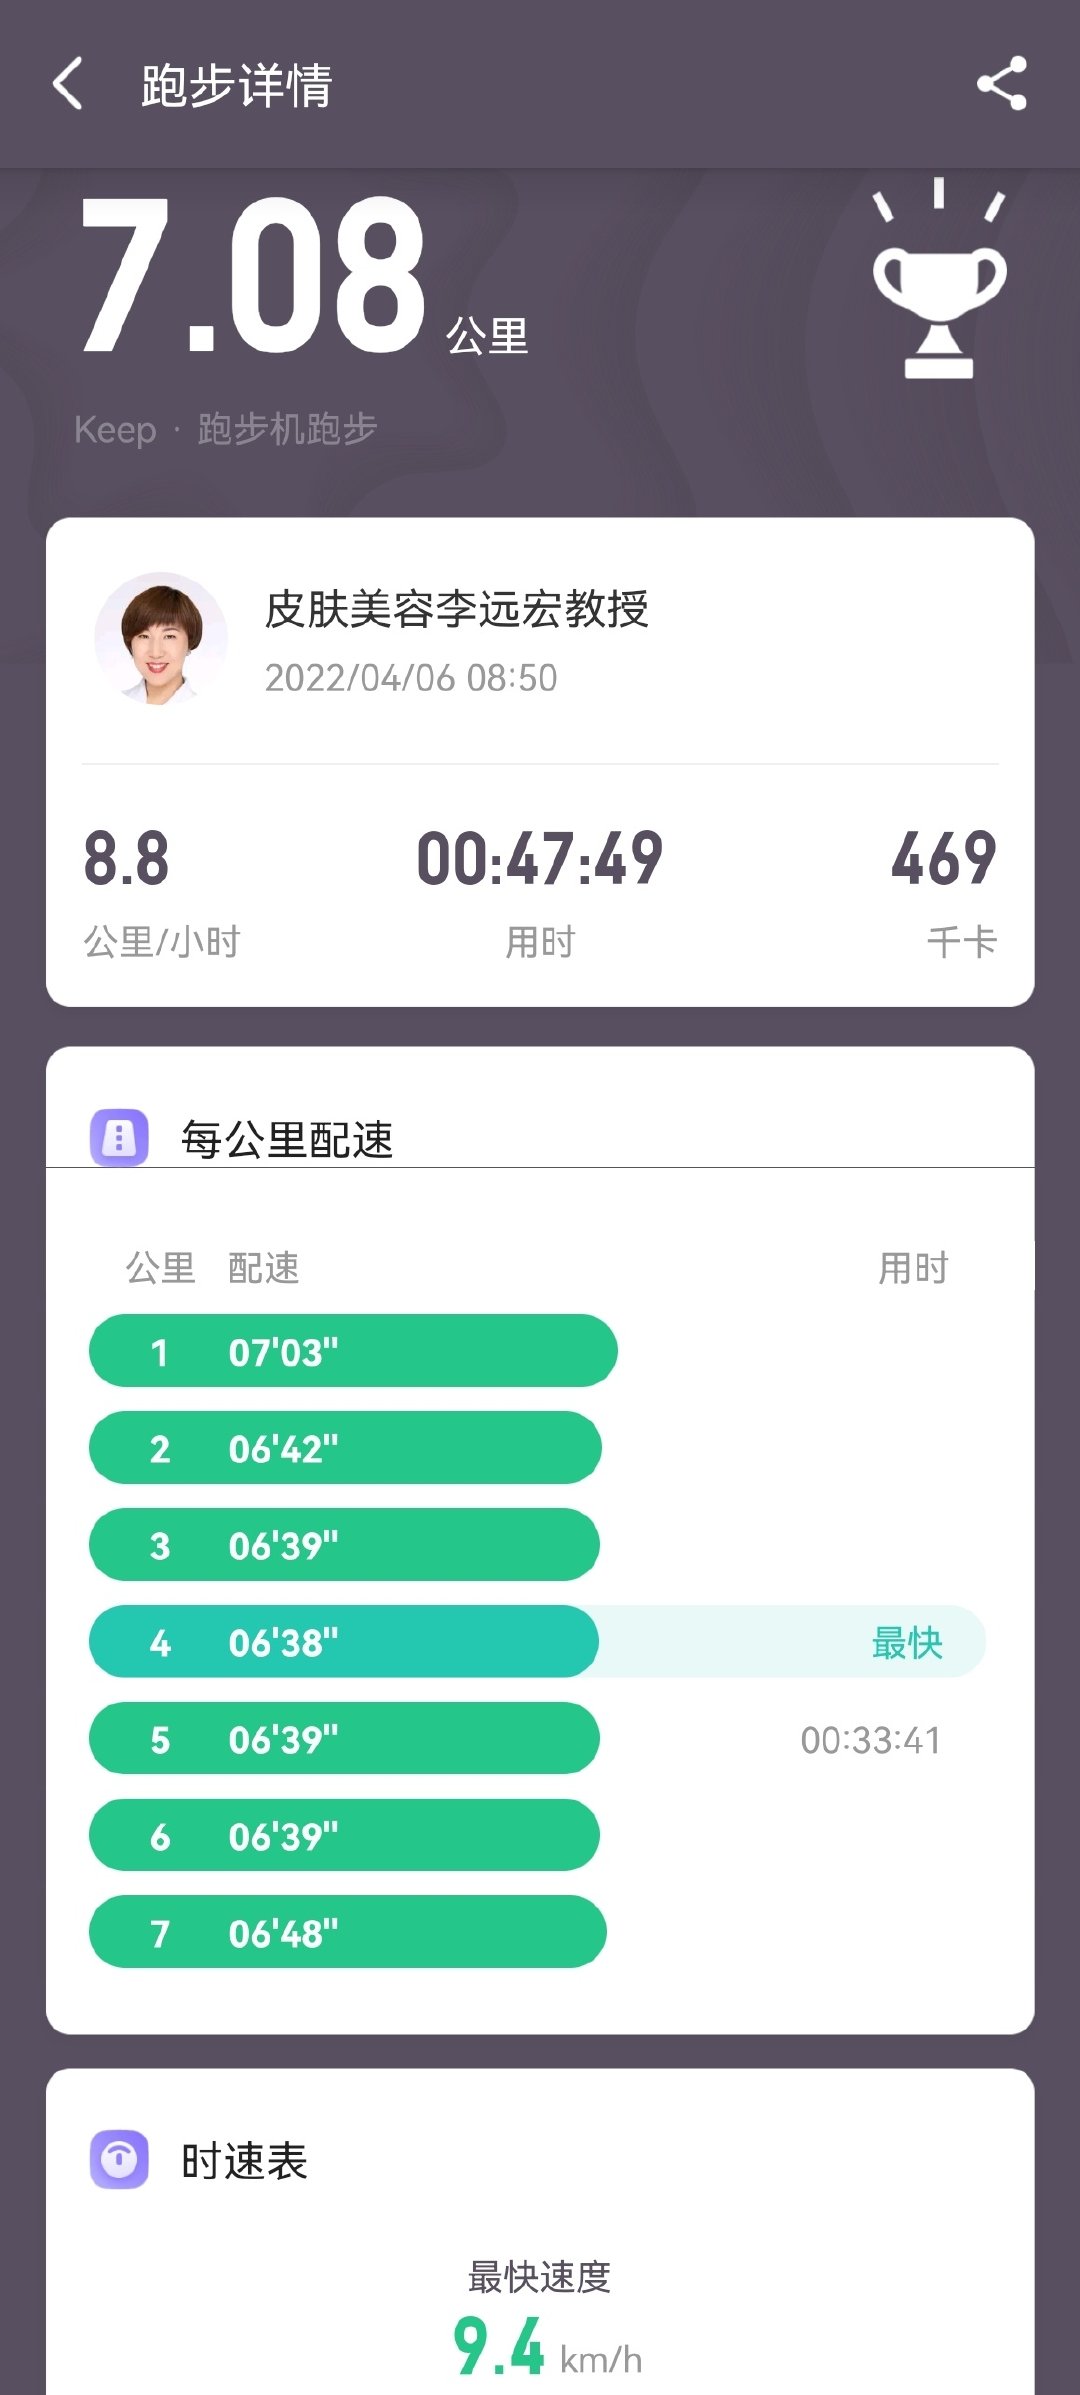 跑步详情
7.08 公里
Keep · 跑步机跑步
皮肤美容李远宏教授
2022/04/06 08:50
8.8 00:47:49 469
公里/小时 用时 千卡
每公里配速
公里 配速 用时
1 07'03"
2 06'42"
3 06'39"
4 06'38" 最快
5 06'39" 00:33:41
6 06'39"
7 06'48"
时速表
最快速度
9.4 km/h